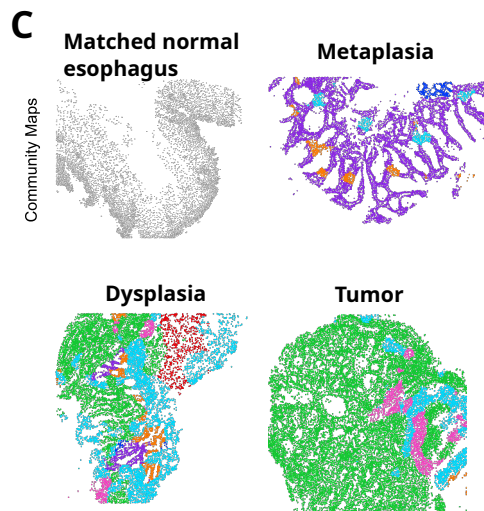 C
Matched normal
esophagus
Metaplasia
Community Maps
Dysplasia
Tumor